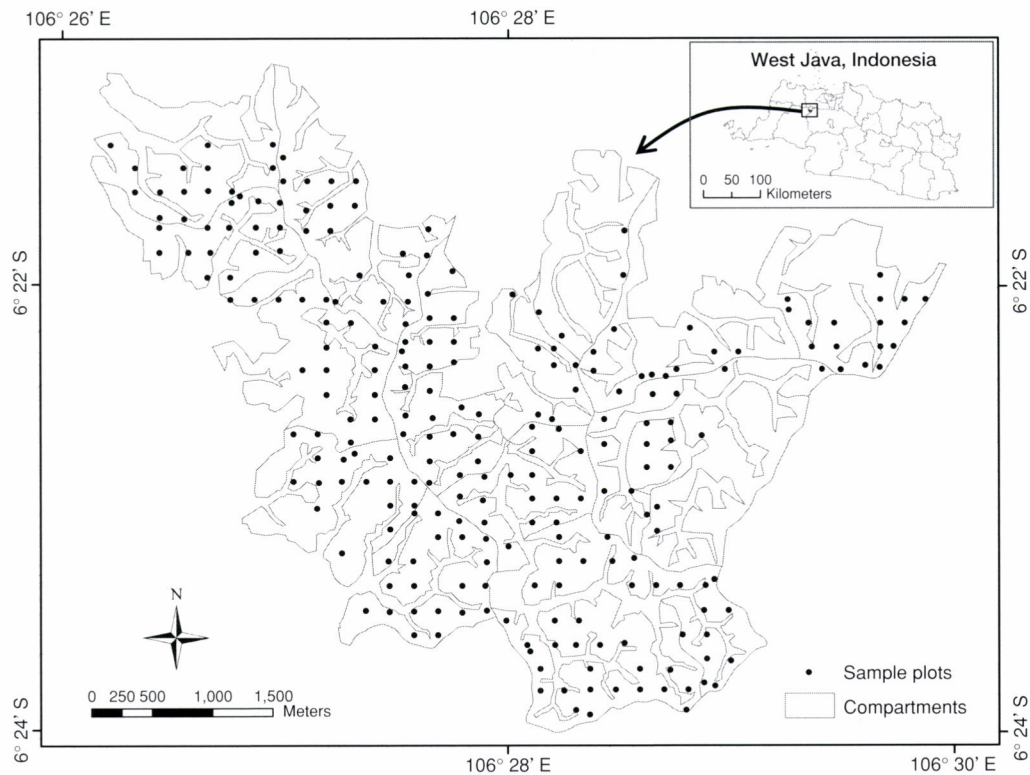 106° 26' E
106° 28' E
West Java, Indonesia
0 50 100
Kilometers
6° 22' S
6° 22' S
N
0 250 500 1,000 1,500
Meters
Sample plots
Compartments
6° 24' S
6° 24' S
106° 28' E
106° 30' E